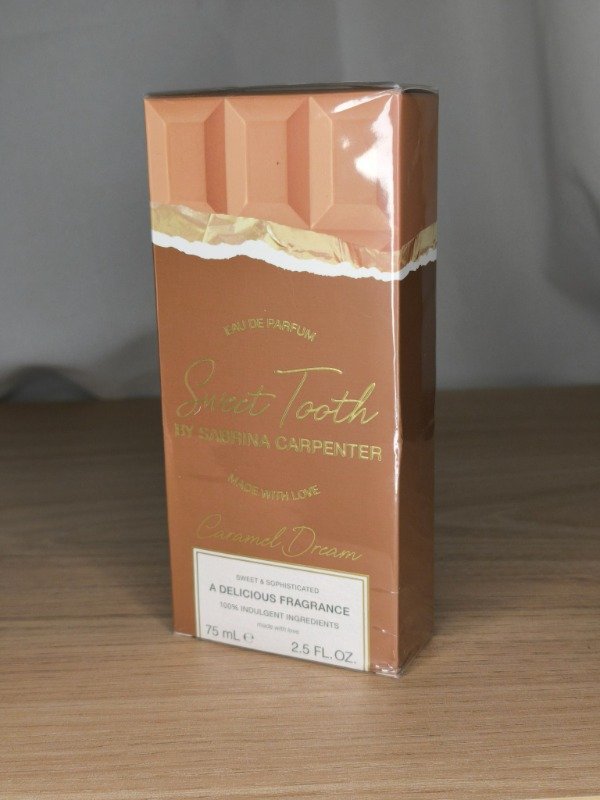 EAU DE PARFUM
Sweet Tooth
BY SABRINA CARPENTER
MADE WITH LOVE
Caramel Dream
SWEET & SOPHISTICATED
A DELICIOUS FRAGRANCE
100% INDULGENT INGREDIENTS
made with love
75 mL ℮ 2.5 FL.OZ.